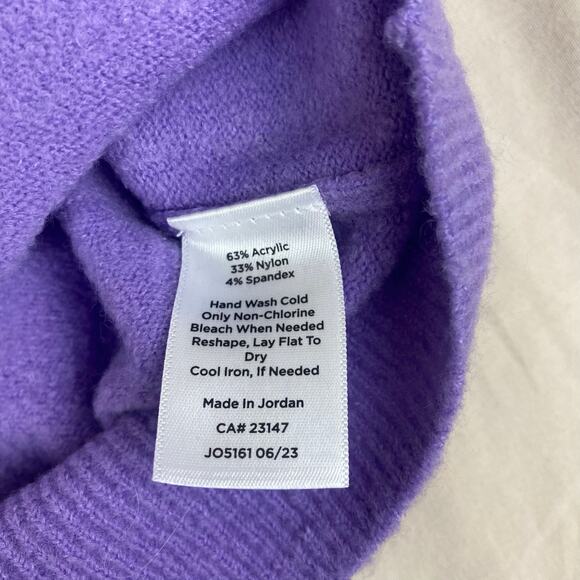 63% Acrylic
33% Nylon
4% Spandex
Hand Wash Cold
Only Non-Chlorine
Bleach When Needed
Reshape, Lay Flat To
Dry
Cool Iron, If Needed
Made In Jordan
CA# 23147
JO5161 06/23